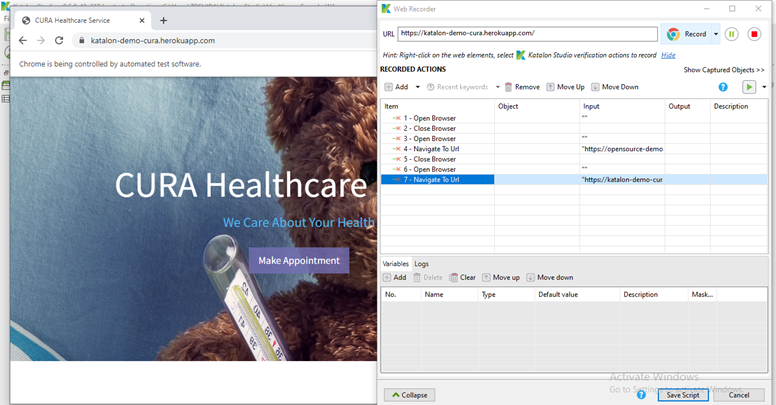 CURA Healthcare Service
katalon-demo-cura.herokuapp.com
Chrome is being controlled by automated test software.
CURA Healthcare
We Care About Your Health
Make Appointment
Web Recorder
URL https://katalon-demo-cura.herokuapp.com/ Record
Hint: Right-click on the web elements, select Katalon Studio verification actions to record Hide
RECORDED ACTIONS Show Captured Objects >>
Add Recent keywords Remove Move Up Move Down
Item Object Input Output Description
1 - Open Browser ""
2 - Close Browser
3 - Open Browser ""
4 - Navigate To Url "https://opensource-demo
5 - Close Browser
6 - Open Browser ""
7 - Navigate To Url "https://katalon-demo-cur
Variables Logs
Add Delete Clear Move up Move down
No. Name Type Default value Description Mask...
Activate Windows
Go to Settings to activate Windows.
Collapse Save Script Cancel